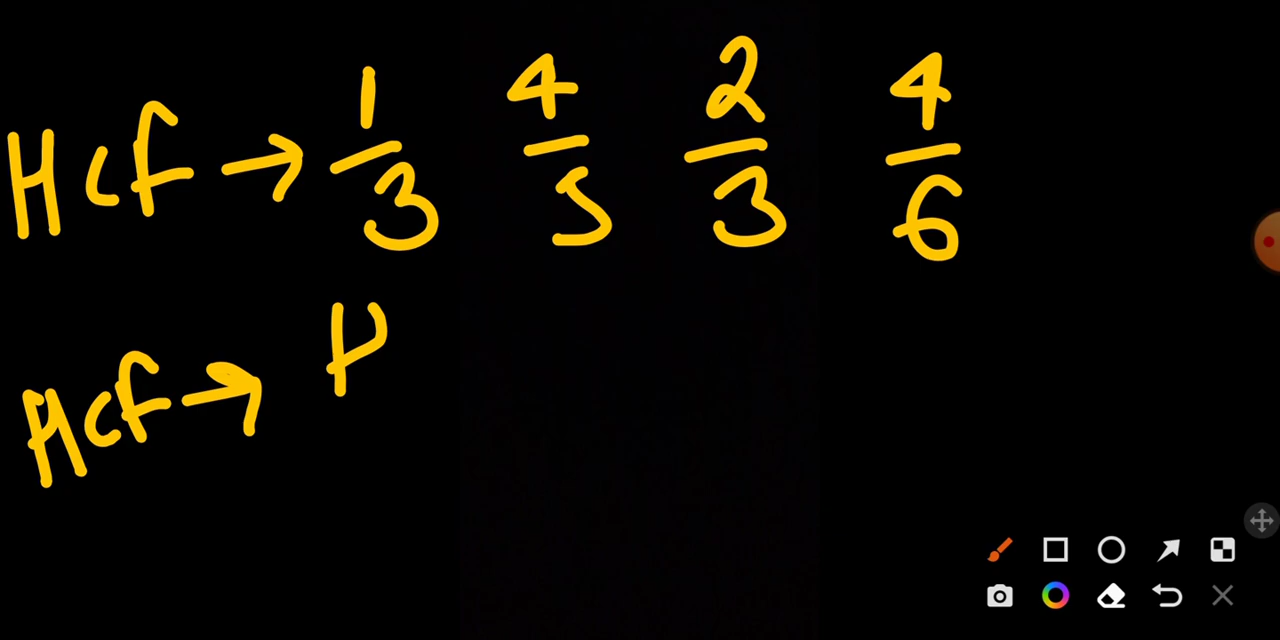 Hcf → 1/3 4/5 2/3 4/6
Hcf →